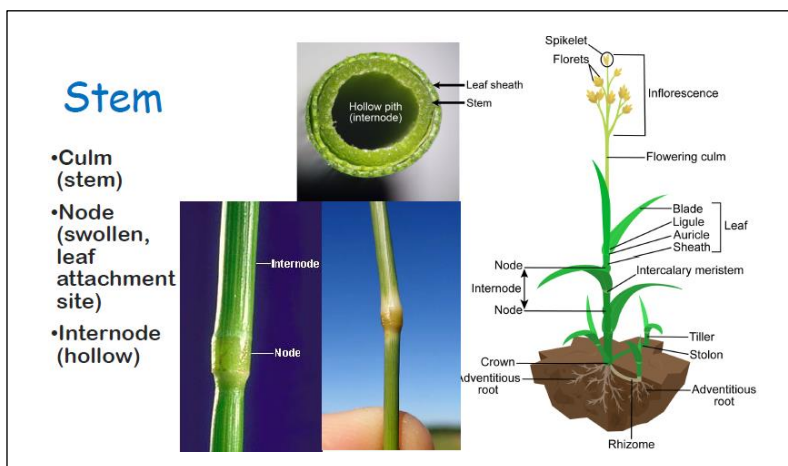 Stem
•Culm
(stem)
•Node
(swollen,
leaf
attachment
site)
•Internode
(hollow)
Hollow pith
(internode)
Leaf sheath
Stem
Internode
Node
Spikelet
Florets
Inflorescence
Flowering culm
Blade
Ligule
Auricle
Sheath
Leaf
Node
Internode
Node
Intercalary meristem
Tiller
Stolon
Crown
Adventitious
root
Adventitious
root
Rhizome